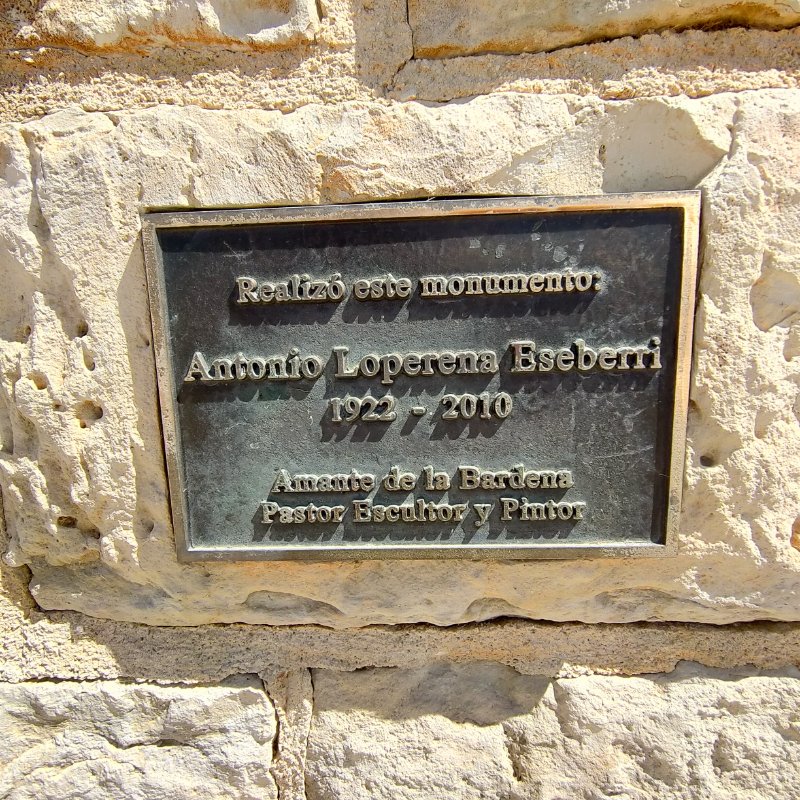 Realizó este monumento:
Antonio Loperena Eseberri
1922 - 2010
Amante de la Bardena
Pastor Escultor y Pintor